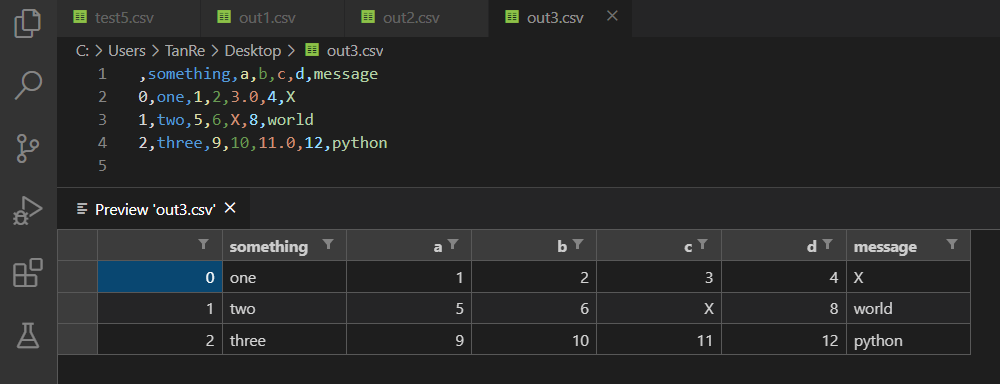 test5.csv out1.csv out2.csv out3.csv
C: > Users > TanRe > Desktop > out3.csv
1 ,something,a,b,c,d,message
2 0,one,1,2,3.0,4,X
3 1,two,5,6,X,8,world
4 2,three,9,10,11.0,12,python
5
Preview 'out3.csv'
something a b c d message
0 one 1 2 3 4 X
1 two 5 6 X 8 world
2 three 9 10 11 12 python